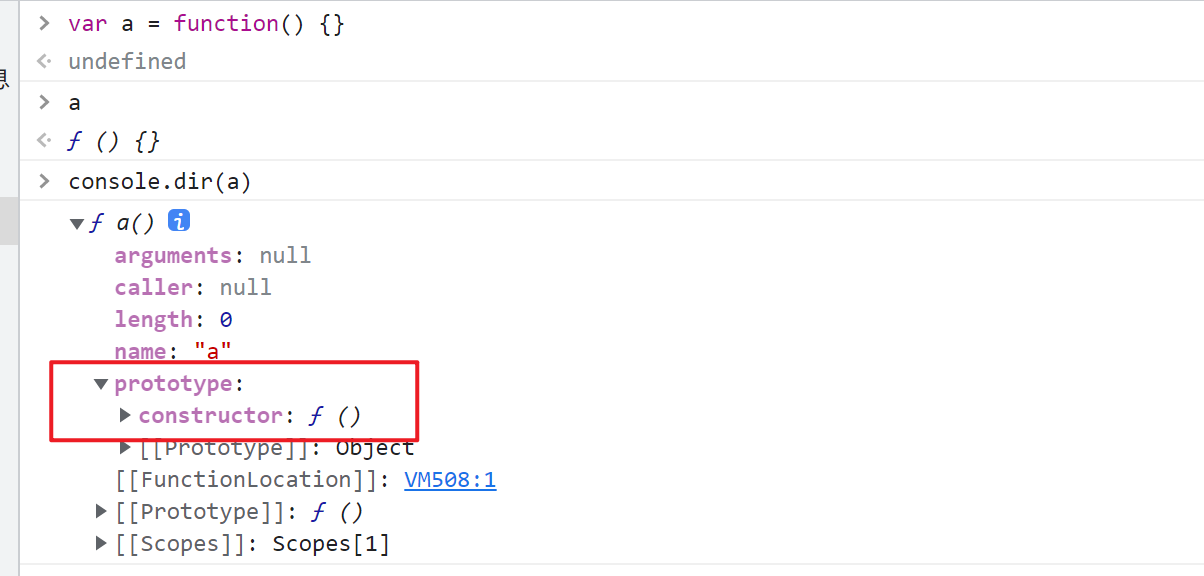 息
> var a = function() {}
undefined
> a
ƒ () {}
> console.dir(a)
▼ƒ a() i
arguments: null
caller: null
length: 0
name: "a"
▼prototype:
▶constructor: ƒ ()
▶[[Prototype]]: Object
[[FunctionLocation]]: VM508:1
▶[[Prototype]]: ƒ ()
▶[[Scopes]]: Scopes[1]